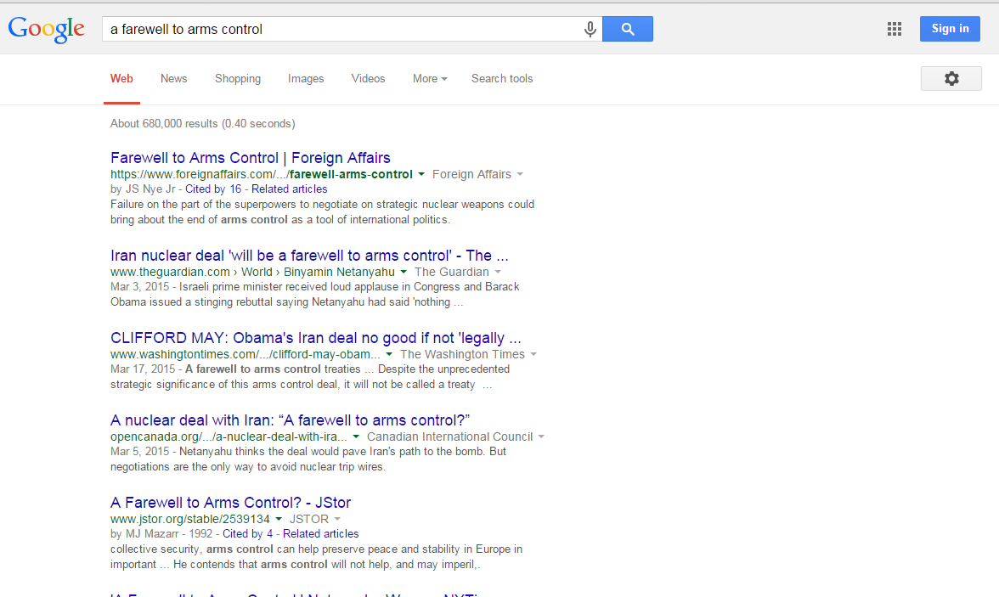 Google
a farewell to arms control
Sign in
Web News Shopping Images Videos More Search tools
About 680,000 results (0.40 seconds)
Farewell to Arms Control | Foreign Affairs
https://www.foreignaffairs.com/.../farewell-arms-control Foreign Affairs
by JS Nye Jr - Cited by 16 - Related articles
Failure on the part of the superpowers to negotiate on strategic nuclear weapons could
bring about the end of arms control as a tool of international politics.
Iran nuclear deal 'will be a farewell to arms control' - The ...
www.theguardian.com › World › Binyamin Netanyahu The Guardian
Mar 3, 2015 - Israeli prime minister received loud applause in Congress and Barack
Obama issued a stinging rebuttal saying Netanyahu had said 'nothing ...
CLIFFORD MAY: Obama's Iran deal no good if not 'legally ...
www.washingtontimes.com/.../clifford-may-obam... The Washington Times
Mar 17, 2015 - A farewell to arms control treaties ... Despite the unprecedented
strategic significance of this arms control deal, it will not be called a treaty ...
A nuclear deal with Iran: “A farewell to arms control?”
opencanada.org/.../a-nuclear-deal-with-ira... Canadian International Council
Mar 5, 2015 - Netanyahu thinks the deal would pave Iran's path to the bomb. But
negotiations are the only way to avoid nuclear trip wires.
A Farewell to Arms Control? - JStor
www.jstor.org/stable/2539134 JSTOR
by MJ Mazarr - 1992 - Cited by 4 - Related articles
collective security, arms control can help preserve peace and stability in Europe in
important ... He contends that arms control will not help, and may imperil,.